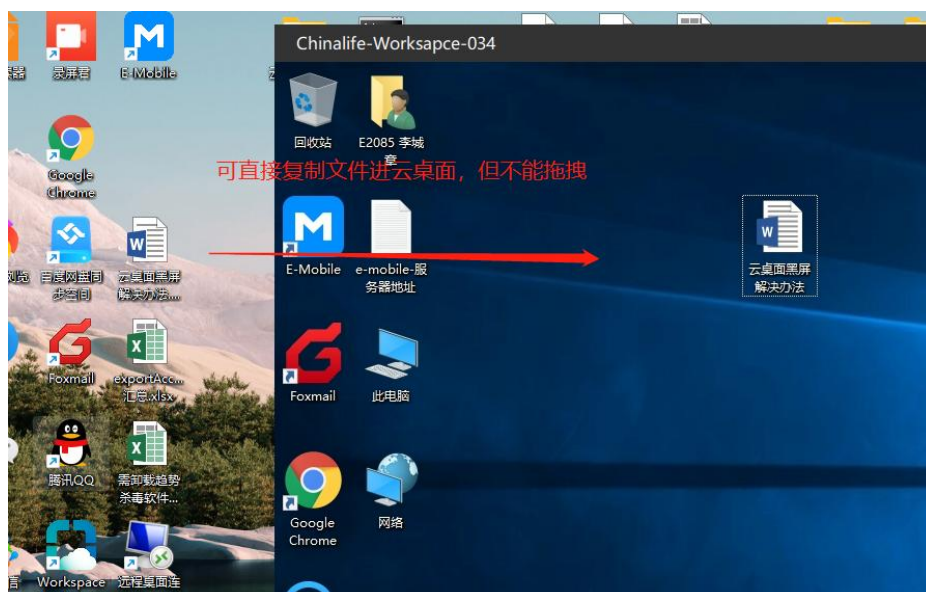 录屏君
E-Mobile
Google
Chrome
百度网盘同
步空间
云桌面黑屏
解决办法....
Foxmail
exportAcc...
汇总.xlsx
腾讯QQ
需卸载趋势
杀毒软件...
Workspace
远程桌面连
Chinalife-Worksapce-034
回收站
E2085 李城
章
可直接复制文件进云桌面，但不能拖拽
E-Mobile
e-mobile-服
务器地址
云桌面黑屏
解决办法
Foxmail
此电脑
Google
Chrome
网络